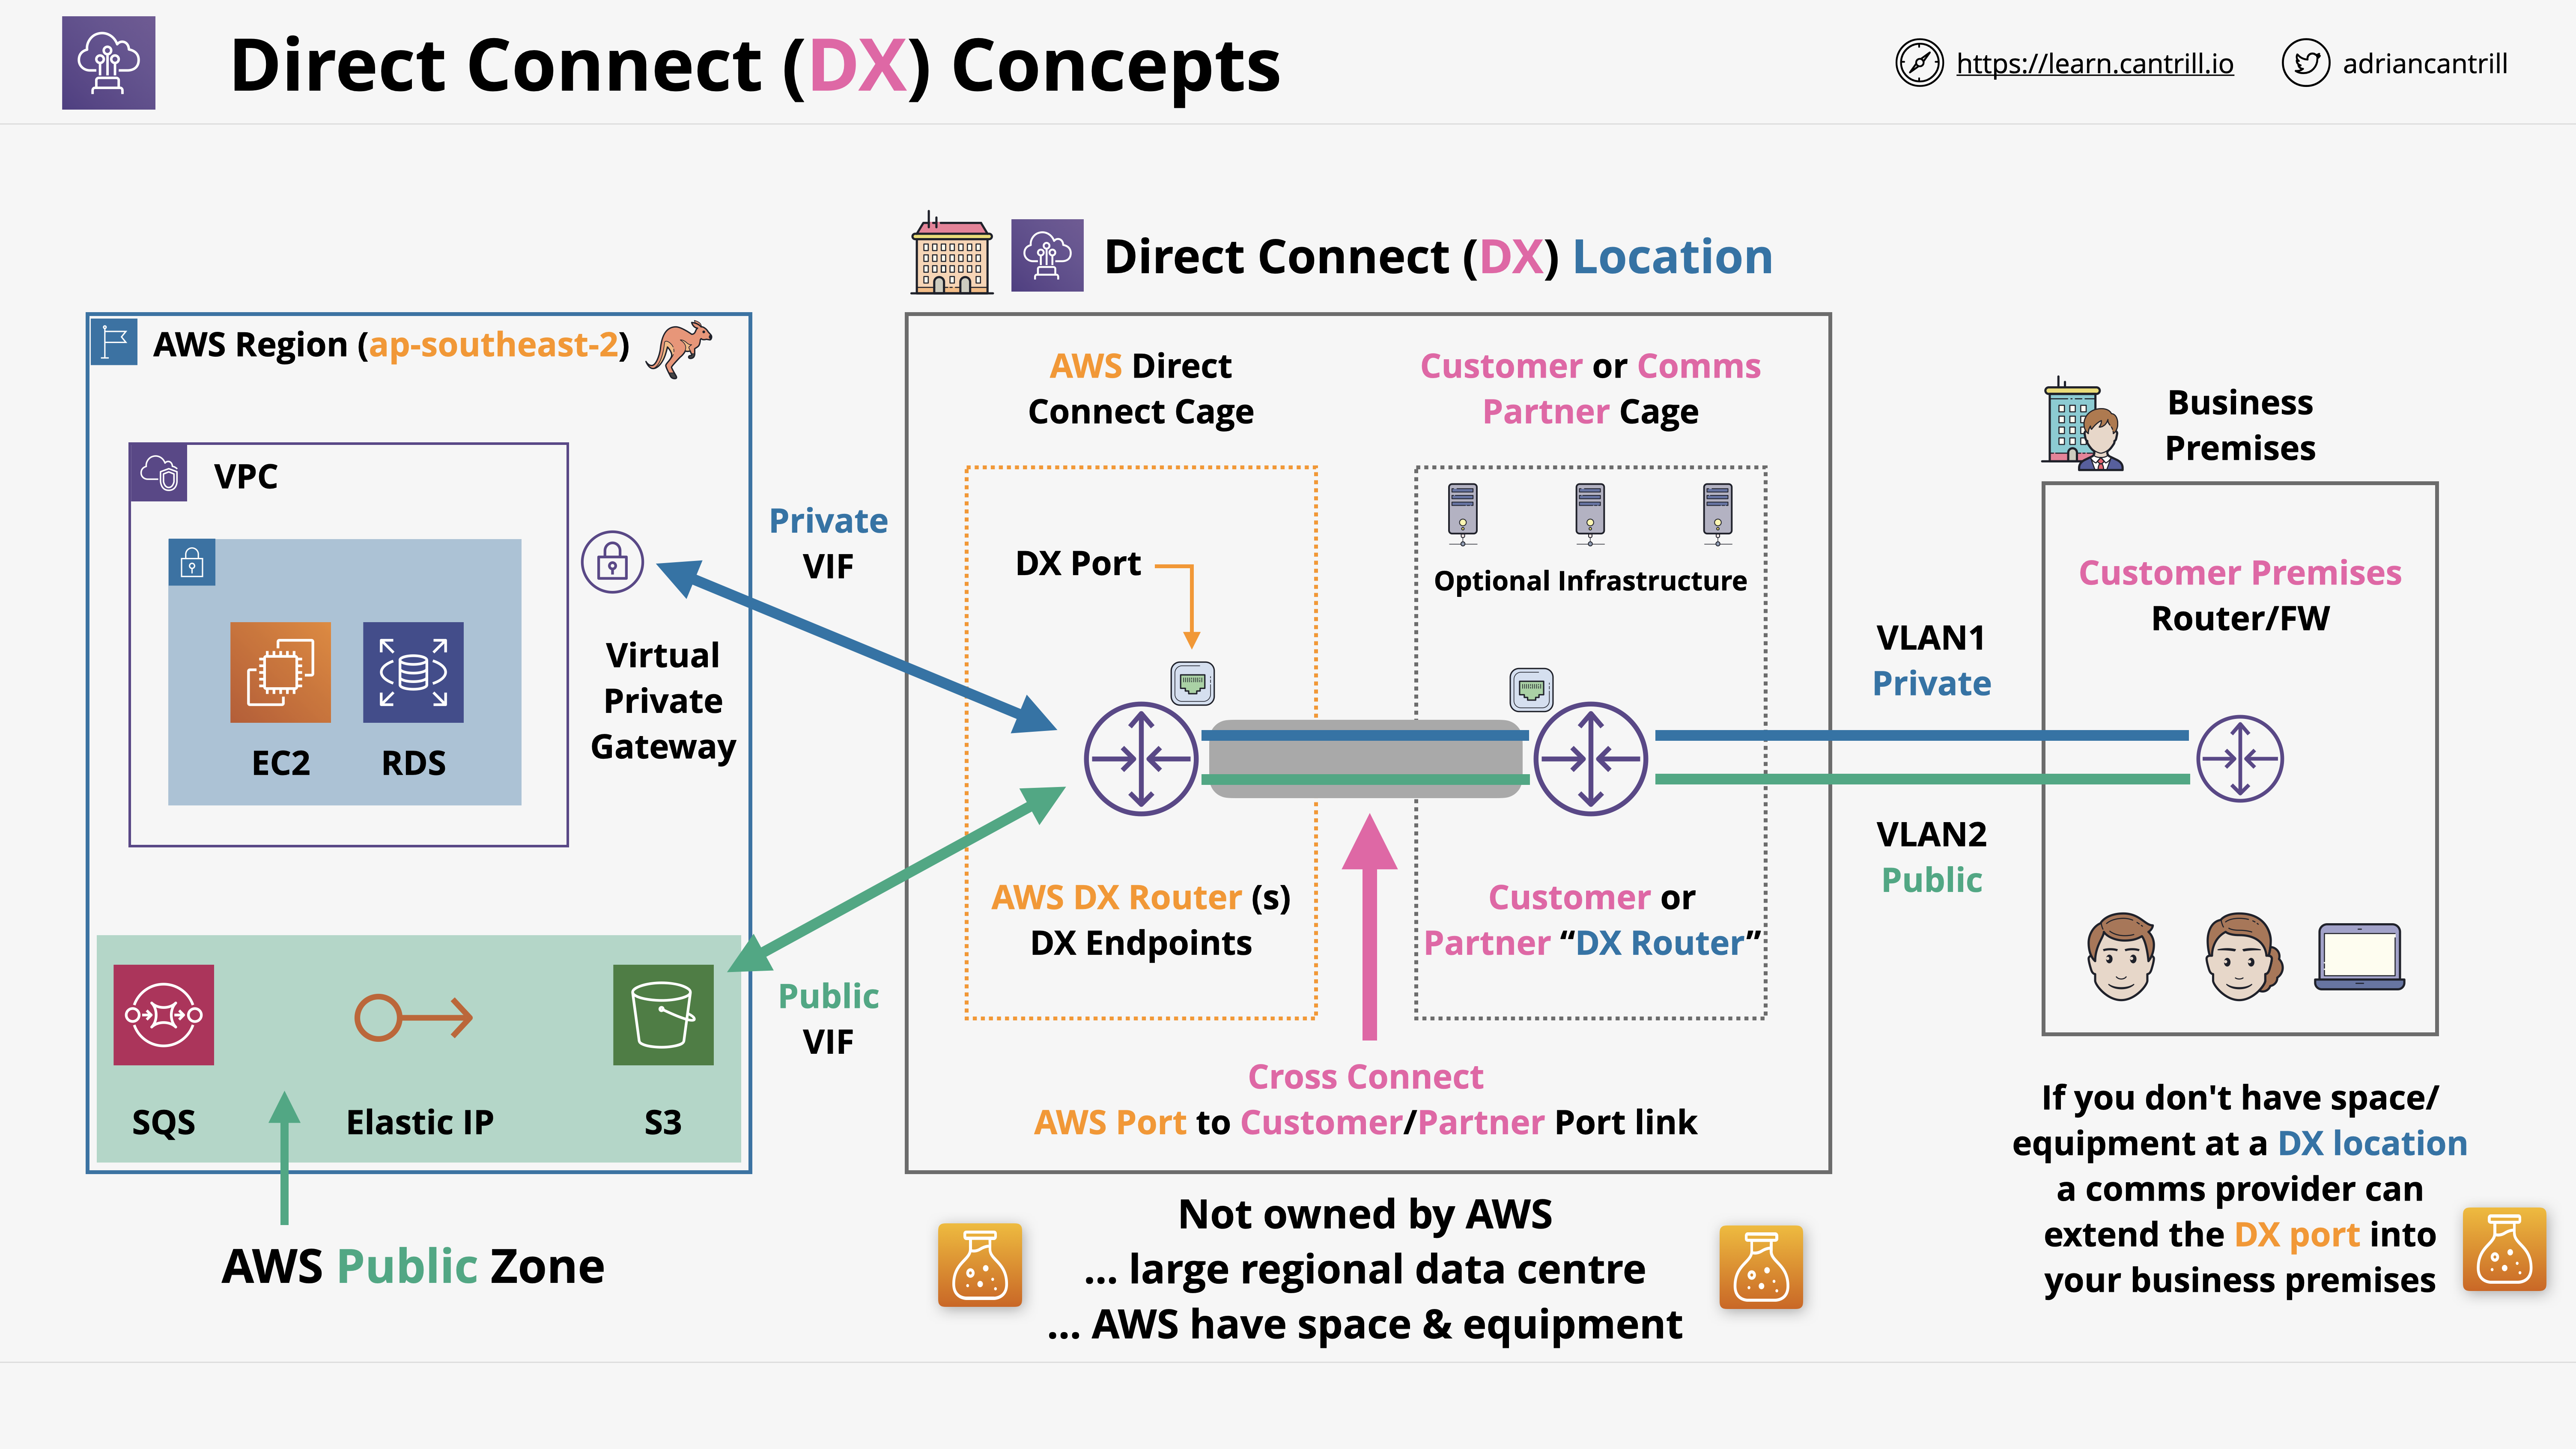 Direct Connect (DX) Concepts
https://learn.cantrill.io
adriancantrill
Direct Connect (DX) Location
AWS Region (ap-southeast-2)
VPC
EC2
RDS
Virtual
Private
Gateway
Private
VIF
Public
VIF
SQS
Elastic IP
S3
AWS Public Zone
AWS Direct
Connect Cage
DX Port
AWS DX Router (s)
DX Endpoints
Customer or Comms
Partner Cage
Optional Infrastructure
Customer or
Partner “DX Router”
Cross Connect
AWS Port to Customer/Partner Port link
Not owned by AWS
... large regional data centre
... AWS have space & equipment
VLAN1
Private
VLAN2
Public
Business
Premises
Customer Premises
Router/FW
If you don't have space/
equipment at a DX location
a comms provider can
extend the DX port into
your business premises